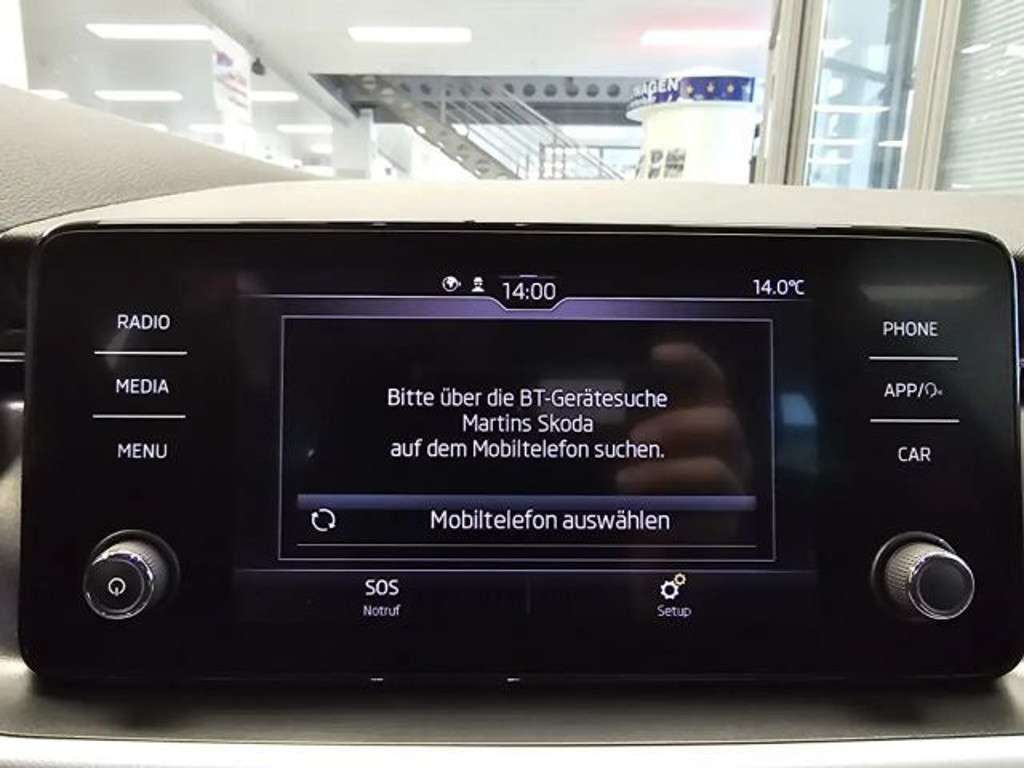 WAGEN
14:00
14.0°C
RADIO
MEDIA
MENU
Bitte über die BT-Gerätesuche
Martins Skoda
auf dem Mobiltelefon suchen.
Mobiltelefon auswählen
SOS
Notruf
Setup
PHONE
APP/
CAR